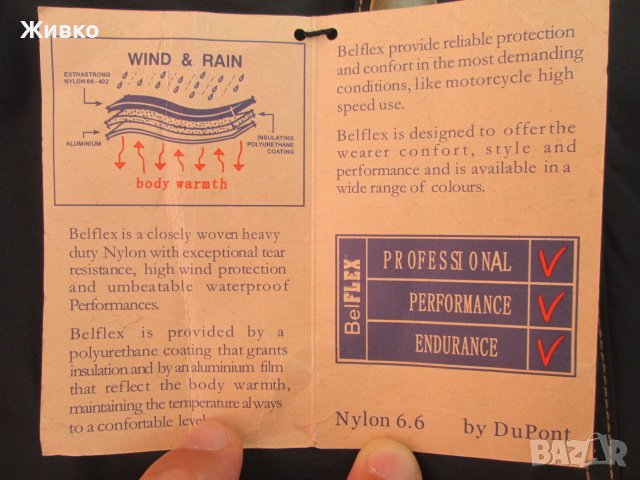 Живко
WIND & RAIN
EXTRASTRONG
NYLON 66-402
ALUMINIUM
INSULATING
POLYURETHANE
COATING
body warmth
Belflex is a closely woven heavy
duty Nylon with exceptional tear
resistance, high wind protection
and umbeatable waterproof
Performances.
Belflex is provided by a
polyurethane coating that grants
insulation and by an aluminium film
that reflect the body warmth,
maintaining the temperature always
to a comfortable level.
Belflex provide reliable protection
and confort in the most demanding
conditions, like motorcycle high
speed use.
Belflex is designed to offer the
wearer confort, style and
performance and is available in a
wide range of colours.
BelFLEX
PROFESSIONAL
PERFORMANCE
ENDURANCE
Nylon 6.6 by DuPont
BAZAR
bg